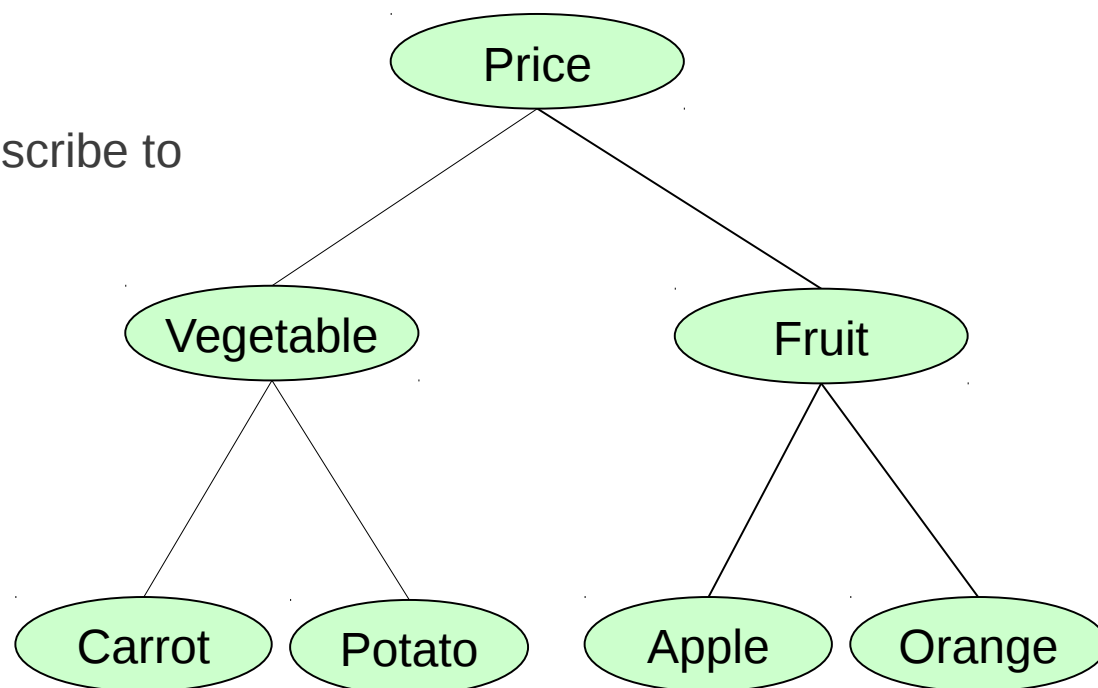 Price
scribe to
Vegetable
Fruit
Carrot
Potato
Apple
Orange